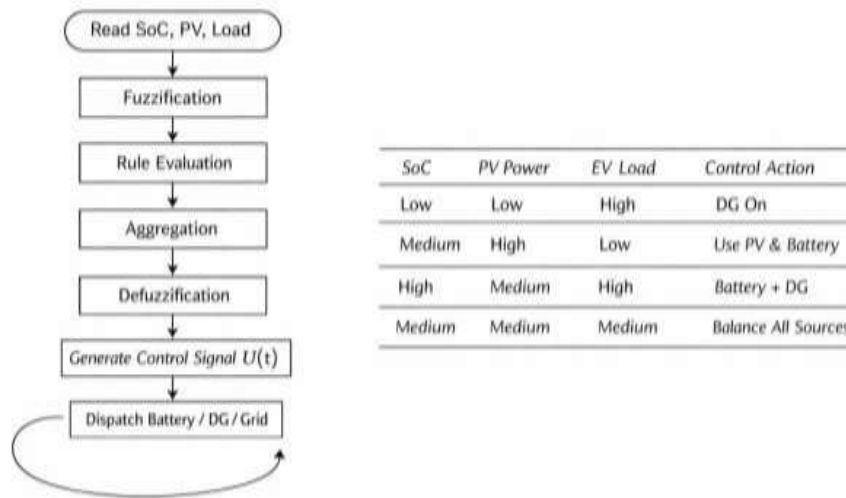 Read SoC, PV, Load
Fuzzification
Rule Evaluation
Aggregation
Defuzzification
Generate Control Signal U(t)
Dispatch Battery / DG / Grid
SoC PV Power EV Load Control Action
Low Low High DG On
Medium High Low Use PV & Battery
High Medium High Battery + DG
Medium Medium Medium Balance All Sources